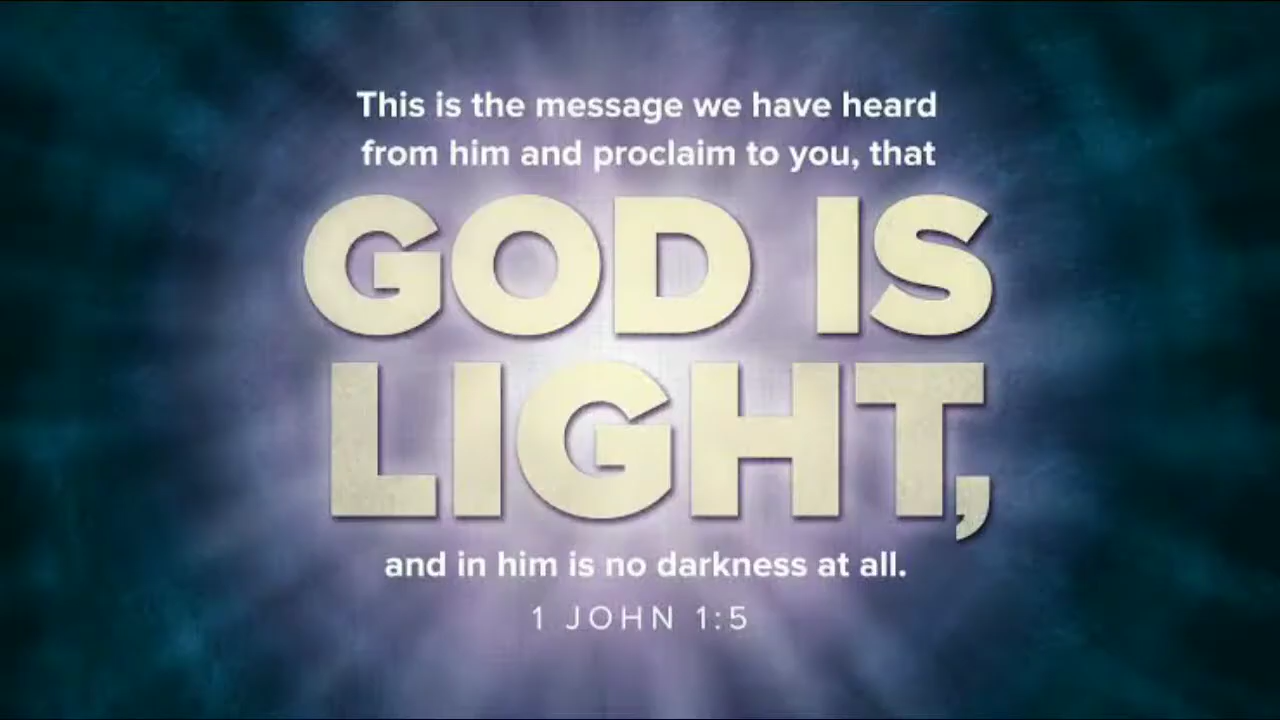 This is the message we have heard
from him and proclaim to you, that
GOD IS
LIGHT,
and in him is no darkness at all.
1 JOHN 1:5